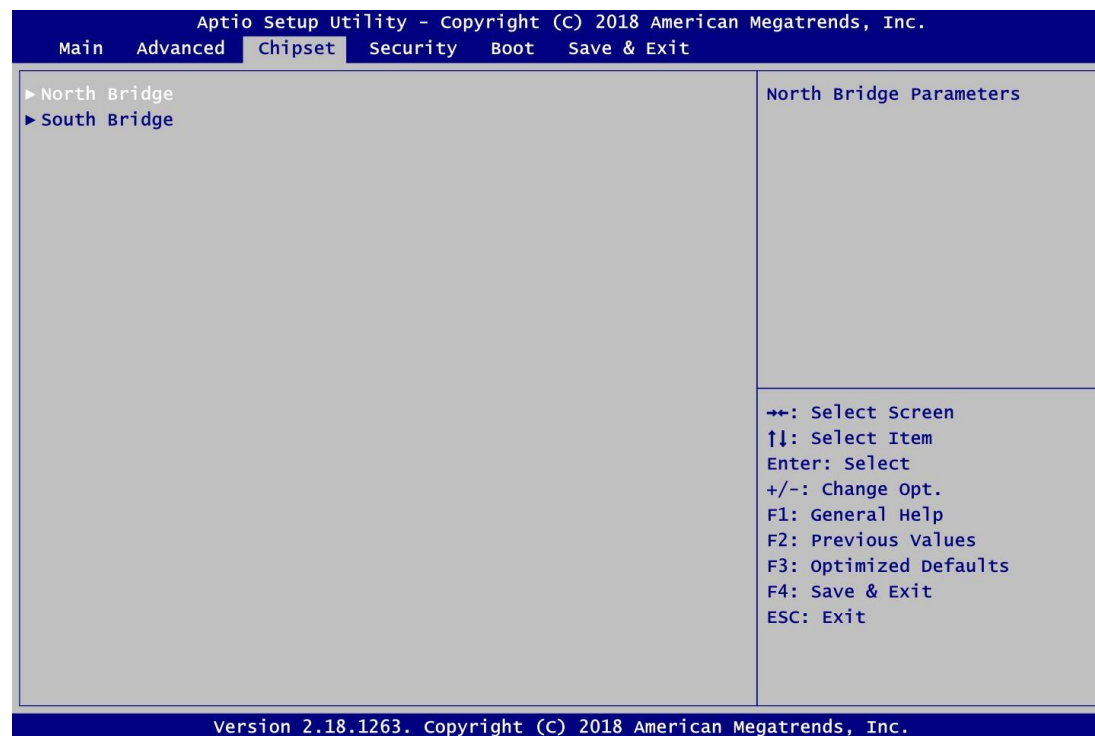 Aptio Setup Utility – Copyright (C) 2018 American Megatrends, Inc.
Main Advanced Chipset Security Boot Save & Exit
►North Bridge
►South Bridge
North Bridge Parameters
→←: Select Screen
↑↓: Select Item
Enter: Select
+/-: Change Opt.
F1: General Help
F2: Previous Values
F3: Optimized Defaults
F4: Save & Exit
ESC: Exit
Version 2.18.1263. Copyright (C) 2018 American Megatrends, Inc.